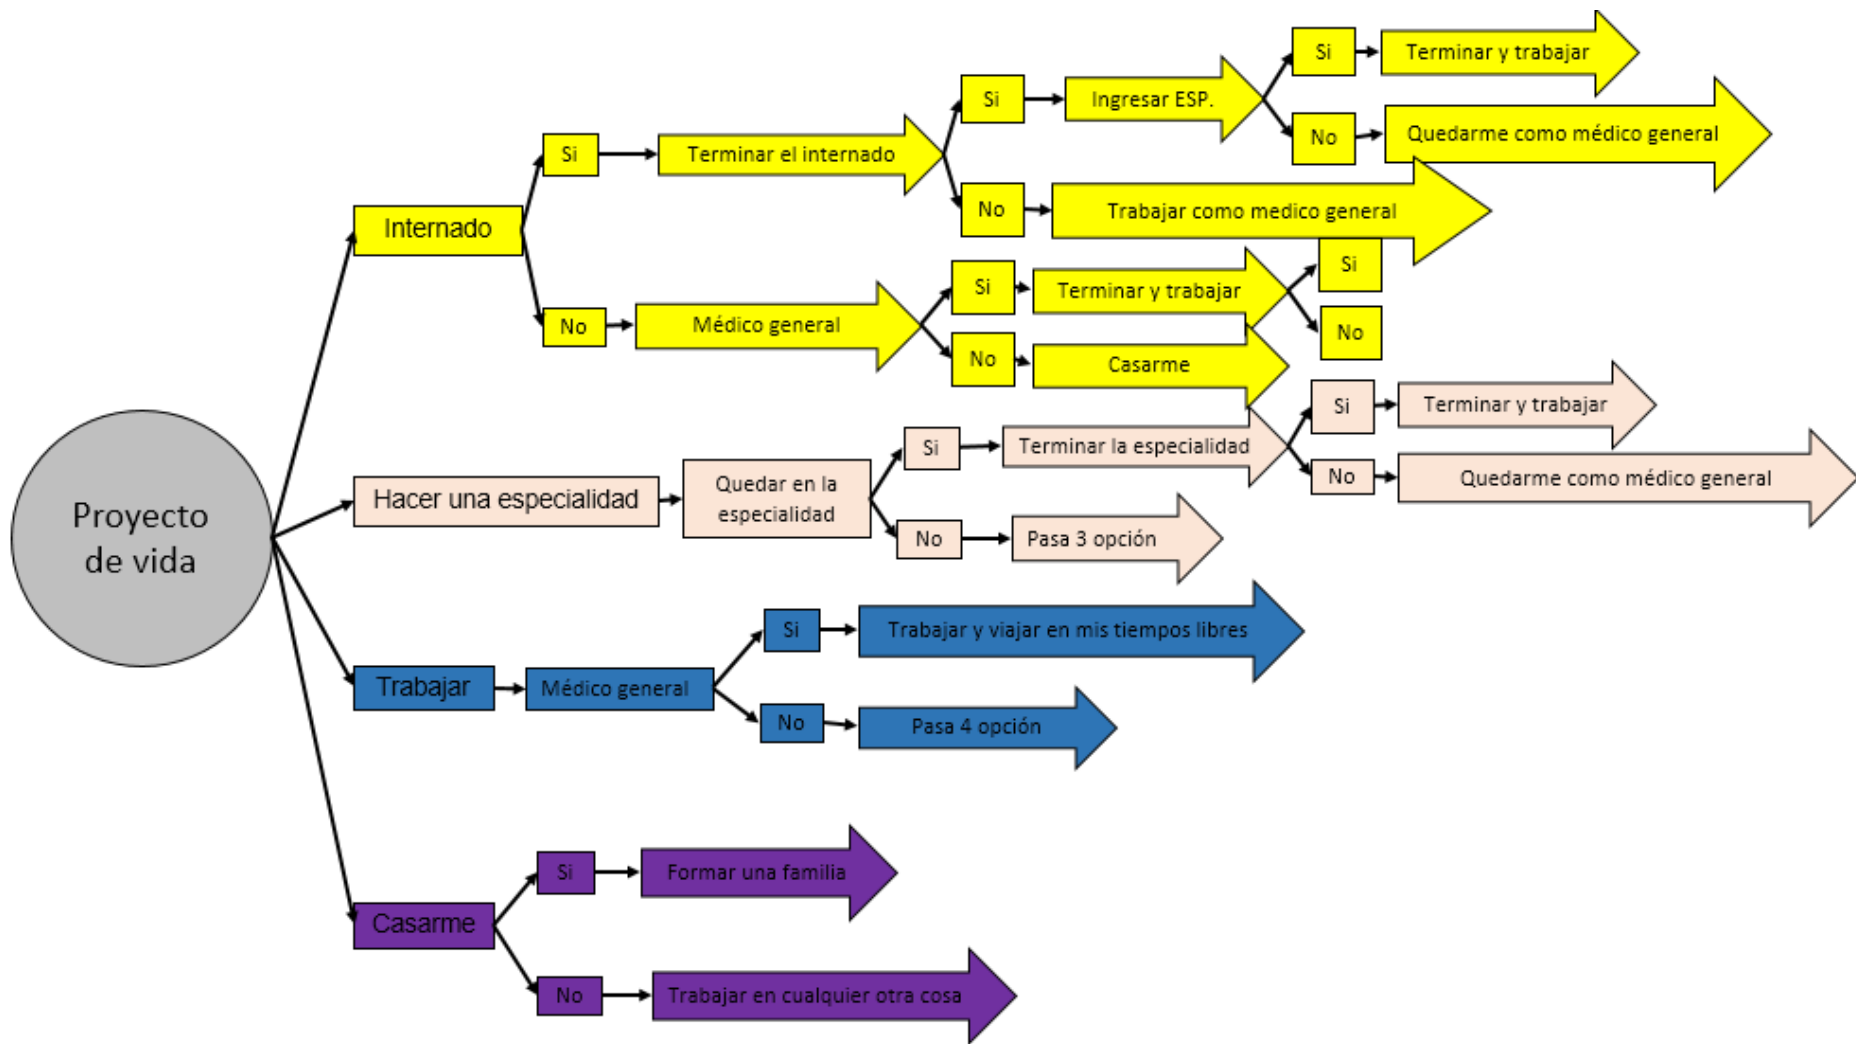 Proyecto
de vida
Internado
Si
Terminar el internado
Si
Ingresar ESP.
Si
Terminar y trabajar
No
Quedarme como médico general
No
Trabajar como medico general
No
Médico general
Si
Terminar y trabajar
Si
No
No
Casarme
Hacer una especialidad
Quedar en la
especialidad
Si
Terminar la especialidad
Si
Terminar y trabajar
No
Quedarme como médico general
No
Pasa 3 opción
Trabajar
Médico general
Si
Trabajar y viajar en mis tiempos libres
No
Pasa 4 opción
Casarme
Si
Formar una familia
No
Trabajar en cualquier otra cosa